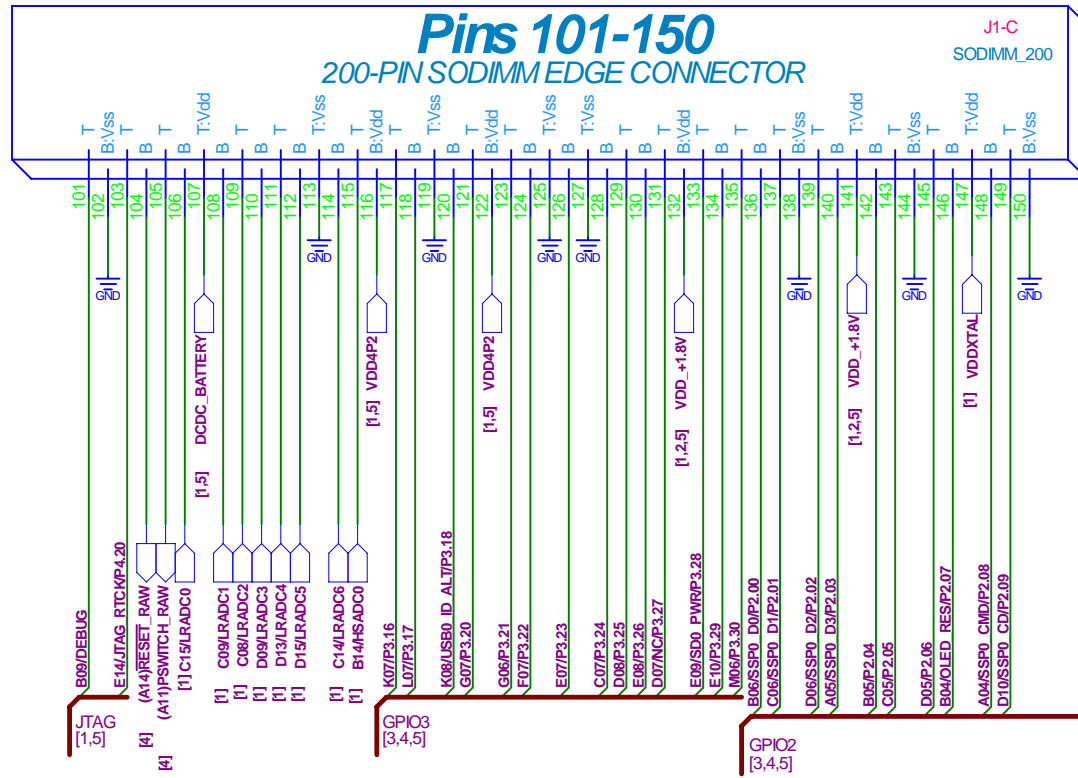 Pins 101-150
200-PIN SODIMM EDGE CONNECTOR
J1-C
SODIMM_200
T
B:Vss
T
B
T
B
T:Vdd
B
T
B
T
B
T:Vss
B
T
B:Vdd
T
B
T:Vss
B
T
B:Vdd
T
B
T:Vss
B
T:Vss
B
T
B
T
B:Vdd
T
B
T
B
T
B:Vss
T
B
T:Vdd
B
T
B:Vss
T
B
T:Vdd
B
T
B:Vss
101
102
103
104
105
106
107
108
109
110
111
112
113
114
115
116
117
118
119
120
121
122
123
124
125
126
127
128
129
130
131
132
133
134
135
136
137
138
139
140
141
142
143
144
145
146
147
148
149
150
GND
GND
GND
GND
GND
GND
GND
GND
B09/DEBUG
E14/JTAG_RTCK/P4.20
[4] (A14)RESET_RAW
[4] (A11)PSWITCH_RAW
[1] C15/LRADC0
[1,5] DCDC_BATTERY
[1] C09/LRADC1
[1] C08/LRADC2
[1] D09/LRADC3
[1] D13/LRADC4
[1] D15/LRADC5
[1] C14/LRADC6
[1] B14/HSADC0
[1,5] VDD4P2
K07/P3.16
L07/P3.17
K08/USB0_ID_ALT/P3.18
G07/P3.20
[1,5] VDD4P2
G06/P3.21
F07/P3.22
E07/P3.23
C07/P3.24
D08/P3.25
E08/P3.26
D07/NC/P3.27
[1,2,5] VDD_+1.8V
E09/SD0_PWR/P3.28
E10/P3.29
M06/P3.30
B06/SSP0_D0/P2.00
C06/SSP0_D1/P2.01
D06/SSP0_D2/P2.02
A05/SSP0_D3/P2.03
[1,2,5] VDD_+1.8V
B05/P2.04
C05/P2.05
D05/P2.06
B04/OLED_RES/P2.07
[1] VDDXTAL
A04/SSP0_CMD/P2.08
D10/SSP0_CD/P2.09
JTAG
[1,5]
GPIO3
[3,4,5]
GPIO2
[3,4,5]